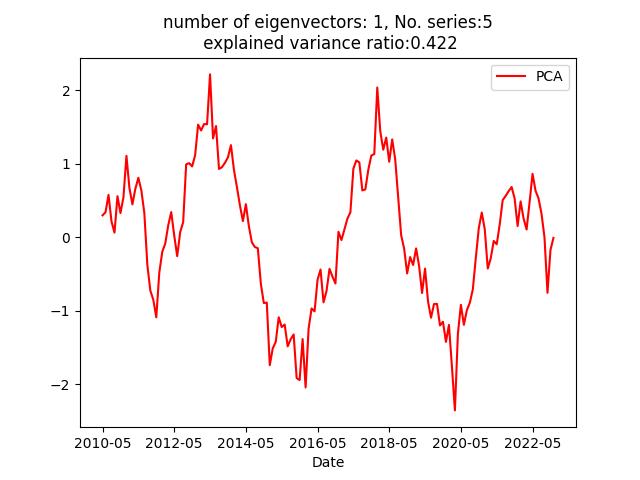 number of eigenvectors: 1, No. series:5
explained variance ratio:0.422
PCA
2
1
0
−1
−2
2010-05 2012-05 2014-05 2016-05 2018-05 2020-05 2022-05
Date